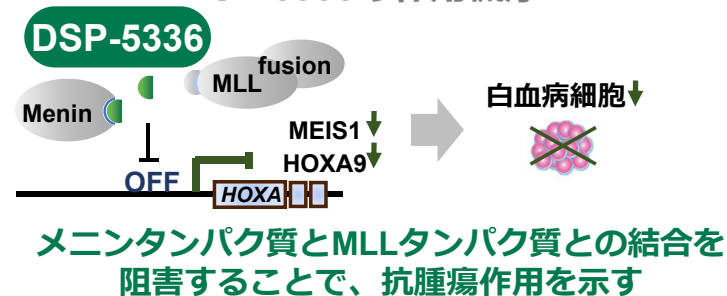 DSP-5336
fusion
MLL
Menin
白血病細胞
MEIS1
HOXA9
OFF
HOXA
メニンタンパク質とMLLタンパク質との結合を
阻害することで、抗腫瘍作用を示す